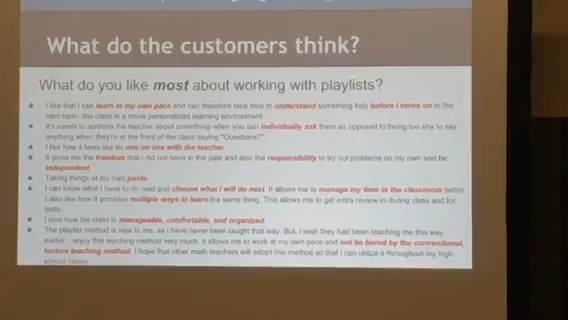 What do the customers think?
What do you like most about working with playlists?
★ I like that I can learn at my own pace and can therefore take time to understand something fully before I move on to the
next topic, this class is a more personalized learning environment
★ It's easier to address the teacher about something when you can individually ask them as opposed to being too shy to say
anything when they're at the front of the class saying "Questions?"
★ I like how it feels like im one on one with the teacher
★ It gives me the freedom that I did not have in the past and also the responsibility to try out problems on my own and be
independent.
★ Taking things at my own pace.
★ I can know what I have to do next and choose what I will do next. It allows me to manage my time in the classroom better.
I also like how it provides multiple ways to learn the same thing. This allows me to get extra review in during class and for
tests.
★ I love how the class is manageable, comfortable, and organized
★ The playlist method is new to me, as I have never been taught that way. But, I wish they had been teaching me this way
earlier. I enjoy this teaching method very much. It allows me to work at my own pace and not be bored by the conventional,
lecture teaching method. I hope that other math teachers will adopt this method so that I can utilize it throughout my high
school career.